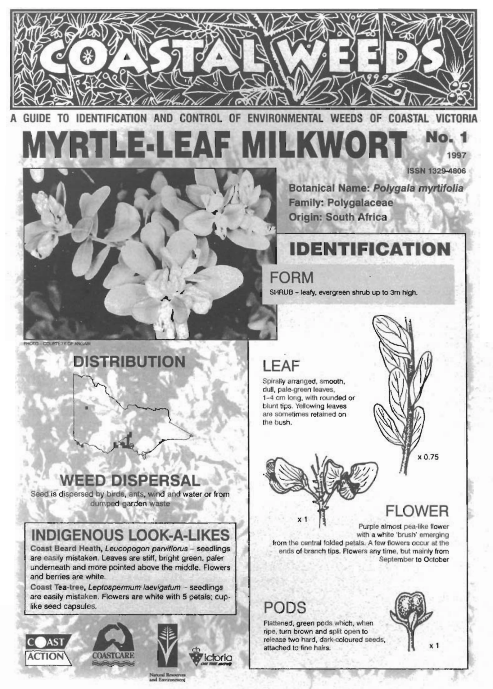 COASTAL WEEDS
A GUIDE TO IDENTIFICATION AND CONTROL OF ENVIRONMENTAL WEEDS OF COASTAL VICTORIA
MYRTLE-LEAF MILKWORT No. 1
1997
ISSN 1329-4806
Botanical Name: Polygala myrtifolia
Family: Polygalaceae
Origin: South Africa
IDENTIFICATION
FORM
SHRUB – leafy, evergreen shrub up to 3m high.
DISTRIBUTION
WEED DISPERSAL
Seed is dispersed by birds, ants, wind and water or from
dumped garden waste
INDIGENOUS LOOK-A-LIKES
Coast Beard Heath, Leucopogon parviflorus – seedlings
are easily mistaken. Leaves are stiff, bright green, paler
underneath and more pointed above the middle. Flowers
and berries are white.
Coast Tea-tree, Leptospermum laevigatum – seedlings
are easily mistaken. Flowers are white with 5 petals; cup-
like seed capsules.
LEAF
Spirally arranged, smooth,
dull, pale-green leaves,
1–4 cm long, with rounded or
blunt tips. Yellowing leaves
are sometimes retained on
the bush.
x 0.75
x 1
FLOWER
Purple almost pea-like flower
with a white 'brush' emerging
from the central folded petals. A few flowers occur at the
ends of branch tips. Flowers any time, but mainly from
September to October
PODS
Flattened, green pods which, when
ripe, turn brown and split open to
release two hard, dark-coloured seeds,
attached to fine hairs.
x 1
COAST
ACTION
COASTCARE
Natural Resources
and Environment
Victoria